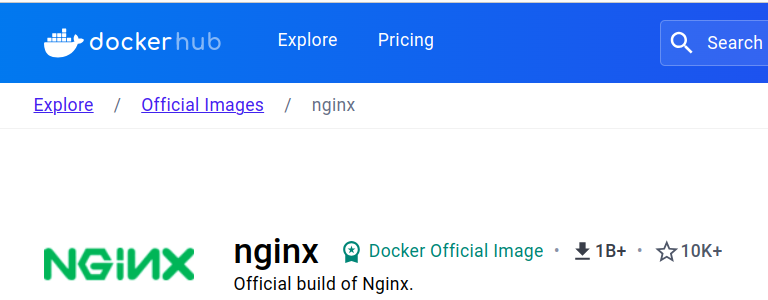 dockerhub Explore Pricing Search
Explore / Official Images / nginx
NGINX nginx Docker Official Image • 1B+ • 10K+
Official build of Nginx.